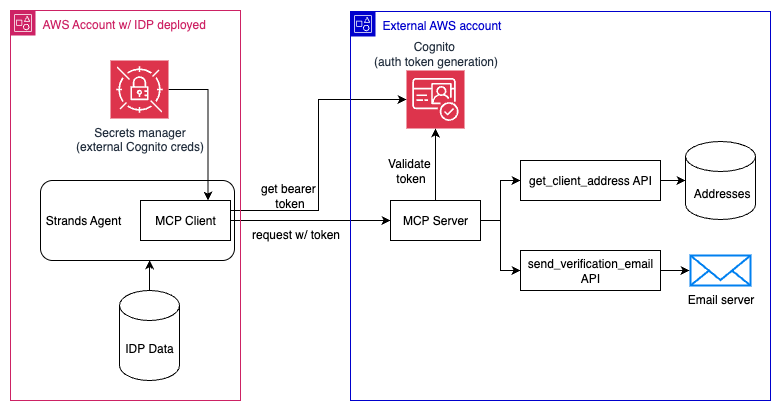 AWS Account w/ IDP deployed
External AWS account
Cognito
(auth token generation)
Secrets manager
(external Cognito creds)
Validate
token
get bearer
token
get_client_address API
Addresses
Strands Agent
MCP Client
MCP Server
request w/ token
send_verification_email
API
Email server
IDP Data